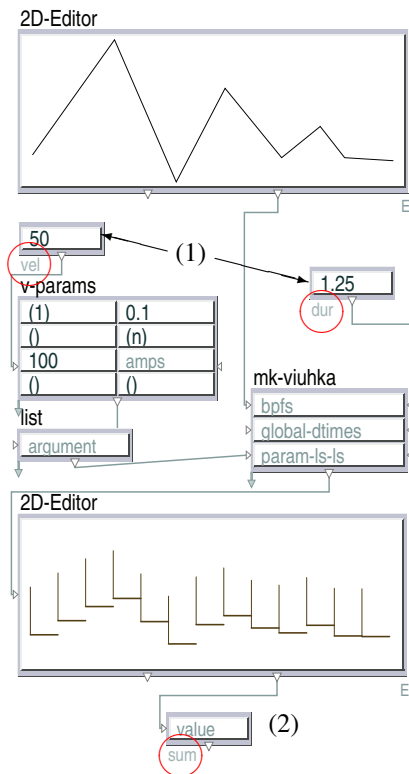 2D-Editor
E
50
(1)
vel
1.25
v-params
dur
(1) 0.1
() (n)
100 amps
() ()
mk-viuhka
bpfs
list
global-dtimes
argument
param-ls-ls
2D-Editor
E
value
(2)
sum